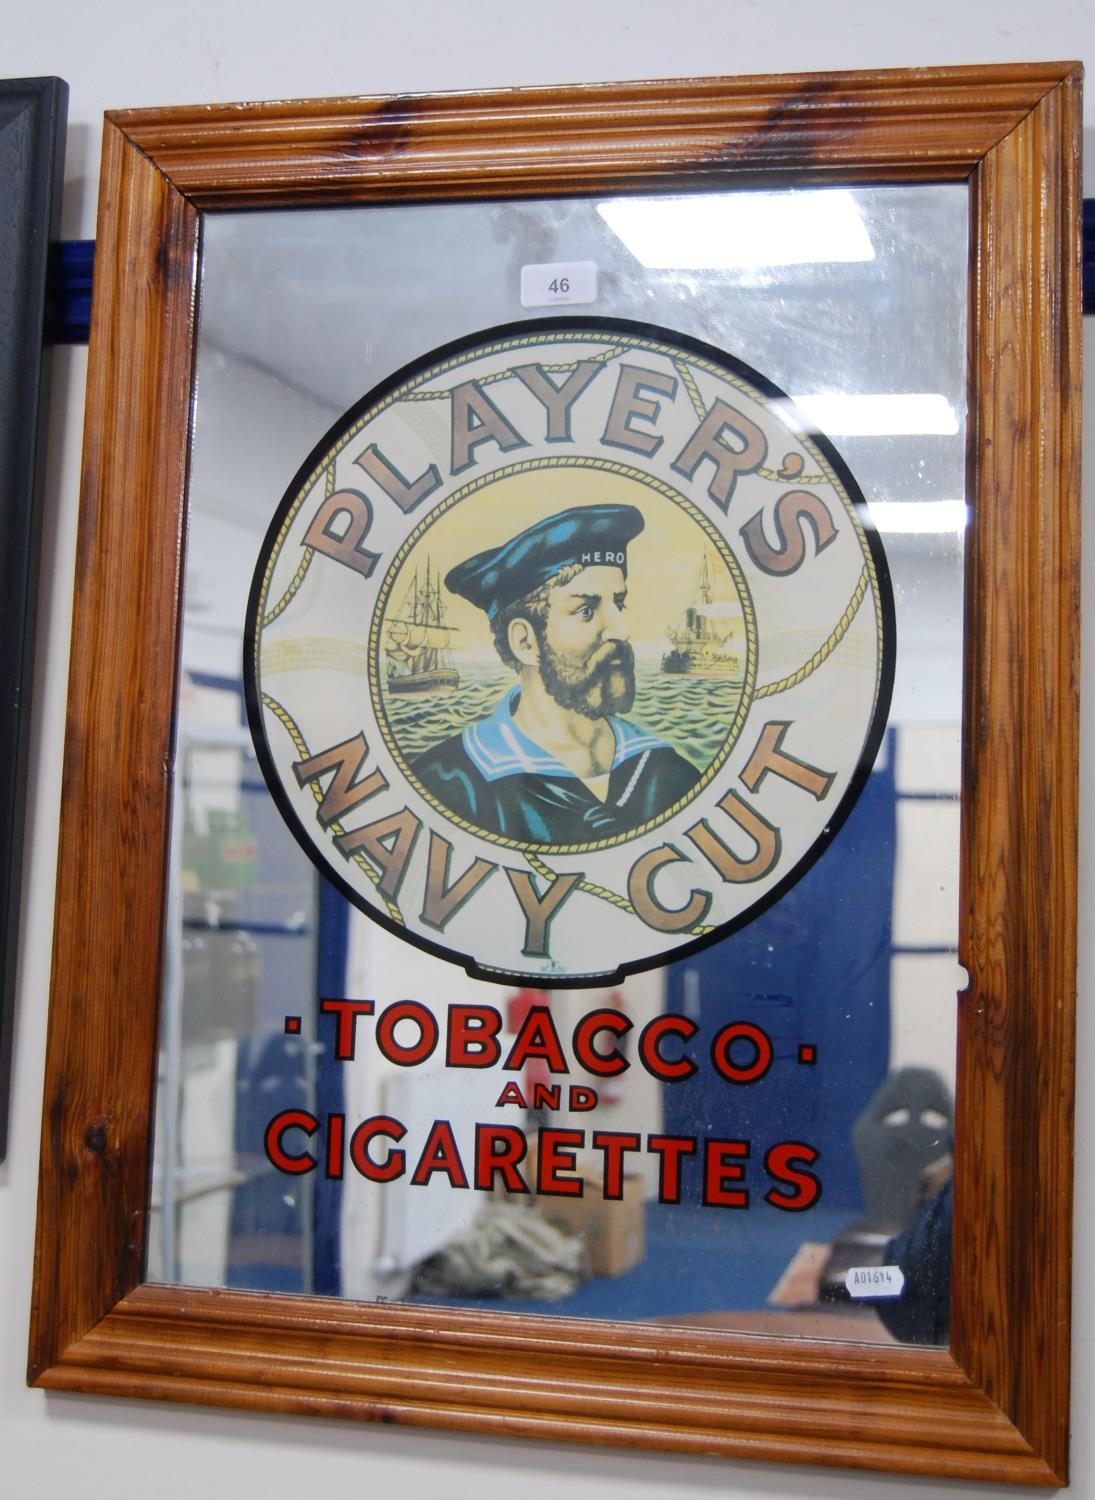 46
PLAYER'S
HERO
NAVY CUT
· TOBACCO ·
AND
CIGARETTES
A01614